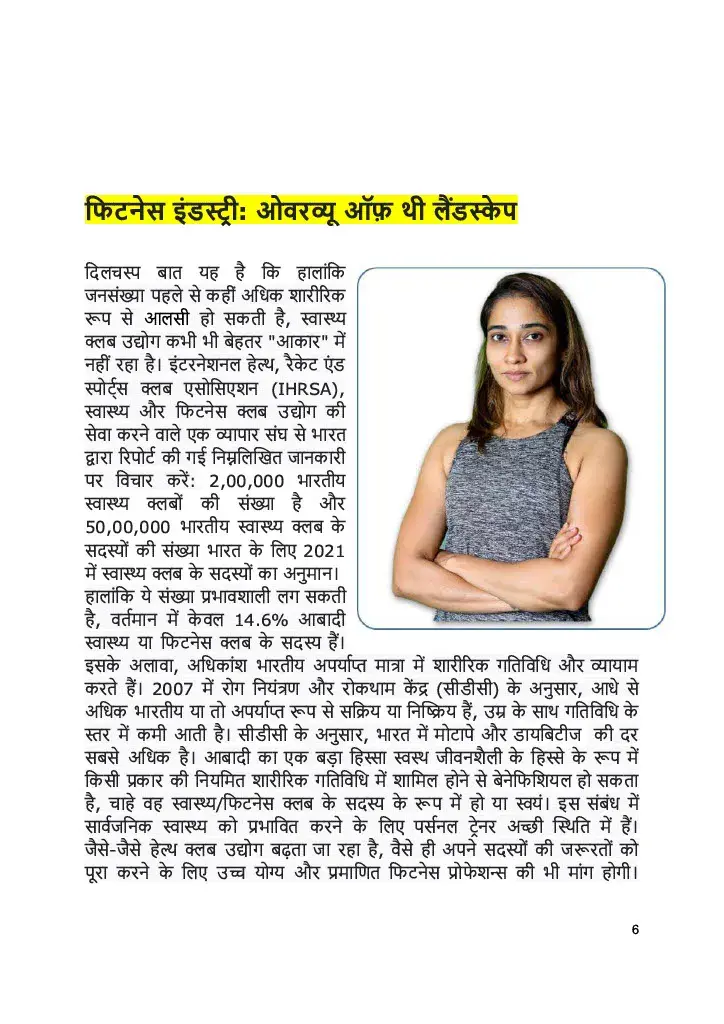 फिटनेस इंडस्ट्री: ओवरव्यू ऑफ़ थी लैंडस्केप
दिलचस्प बात यह है कि हालांकि
जनसंख्या पहले से कहीं अधिक शारीरिक
रूप से आलसी हो सकती है, स्वास्थ्य
क्लब उद्योग कभी भी बेहतर "आकार" में
नहीं रहा है। इंटरनेशनल हेल्थ, रैकेट एंड
स्पोर्ट्स क्लब एसोसिएशन (IHRSA),
स्वास्थ्य और फिटनेस क्लब उद्योग की
सेवा करने वाले एक व्यापार संघ से भारत
द्वारा रिपोर्ट की गई निम्नलिखित जानकारी
पर विचार करें: 2,00,000 भारतीय
स्वास्थ्य क्लबों की संख्या है और
50,00,000 भारतीय स्वास्थ्य क्लब के
सदस्यों की संख्या भारत के लिए 2021
में स्वास्थ्य क्लब के सदस्यों का अनुमान।
हालांकि ये संख्या प्रभावशाली लग सकती
है, वर्तमान में केवल 14.6% आबादी
स्वास्थ्य या फिटनेस क्लब के सदस्य हैं।
इसके अलावा, अधिकांश भारतीय अपर्याप्त मात्रा में शारीरिक गतिविधि और व्यायाम
करते हैं। 2007 में रोग नियंत्रण और रोकथाम केंद्र (सीडीसी) के अनुसार, आधे से
अधिक भारतीय या तो अपर्याप्त रूप से सक्रिय या निष्क्रिय हैं, उम्र के साथ गतिविधि के
स्तर में कमी आती है। सीडीसी के अनुसार, भारत में मोटापे और डायबिटीज की दर
सबसे अधिक है। आबादी का एक बड़ा हिस्सा स्वस्थ जीवनशैली के हिस्से के रूप में
किसी प्रकार की नियमित शारीरिक गतिविधि में शामिल होने से बेनेफिशियल हो सकता
है, चाहे वह स्वास्थ्य/फिटनेस क्लब के सदस्य के रूप में हो या स्वयं। इस संबंध में
सार्वजनिक स्वास्थ्य को प्रभावित करने के लिए पर्सनल ट्रेनर अच्छी स्थिति में हैं।
जैसे-जैसे हेल्थ क्लब उद्योग बढ़ता जा रहा है, वैसे ही अपने सदस्यों की जरूरतों को
पूरा करने के लिए उच्च योग्य और प्रमाणित फिटनेस प्रोफेशन्स की भी मांग होगी।
6